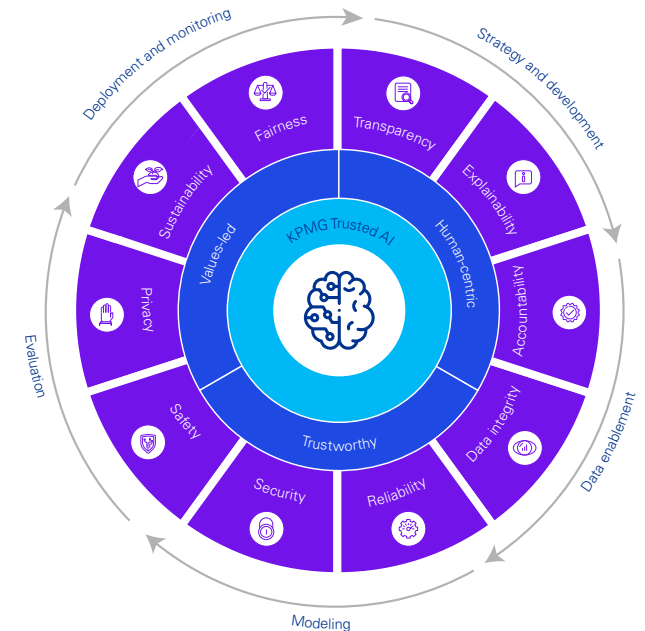 Deployment and monitoring
Strategy and development
Data enablement
Modeling
Evaluation
Fairness
Transparency
Explainability
Accountability
Data integrity
Reliability
Security
Safety
Privacy
Sustainability
Values-led
Human-centric
Trustworthy
KPMG Trusted AI